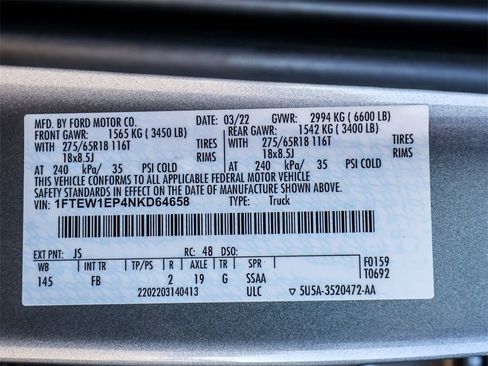 MFD. BY FORD MOTOR CO. DATE: 03/22 GVWR: 2994 KG ( 6600 LB)
FRONT GAWR: 1565 KG ( 3450 LB) REAR GAWR: 1542 KG ( 3400 LB)
WITH 275/65R18 116T TIRES WITH 275/65R18 116T TIRES
18x8.5J RIMS 18x8.5J RIMS
AT 240 kPa/ 35 PSI COLD AT 240 kPa/ 35 PSI COLD
THIS VEHICLE CONFORMS TO ALL APPLICABLE FEDERAL MOTOR VEHICLE
SAFETY STANDARDS IN EFFECT ON THE DATE OF MANUFACTURE SHOWN ABOVE.
VIN: 1FTEW1EP4NKD64658 TYPE: Truck
EXT PNT: JS RC: 48 DSO:
WB INT TR TP/PS R AXLE TR SPR F0159
145 FB 2 19 G SSAA T0692
2202203140413 ULC ▽ 5U5A-3520472-AA